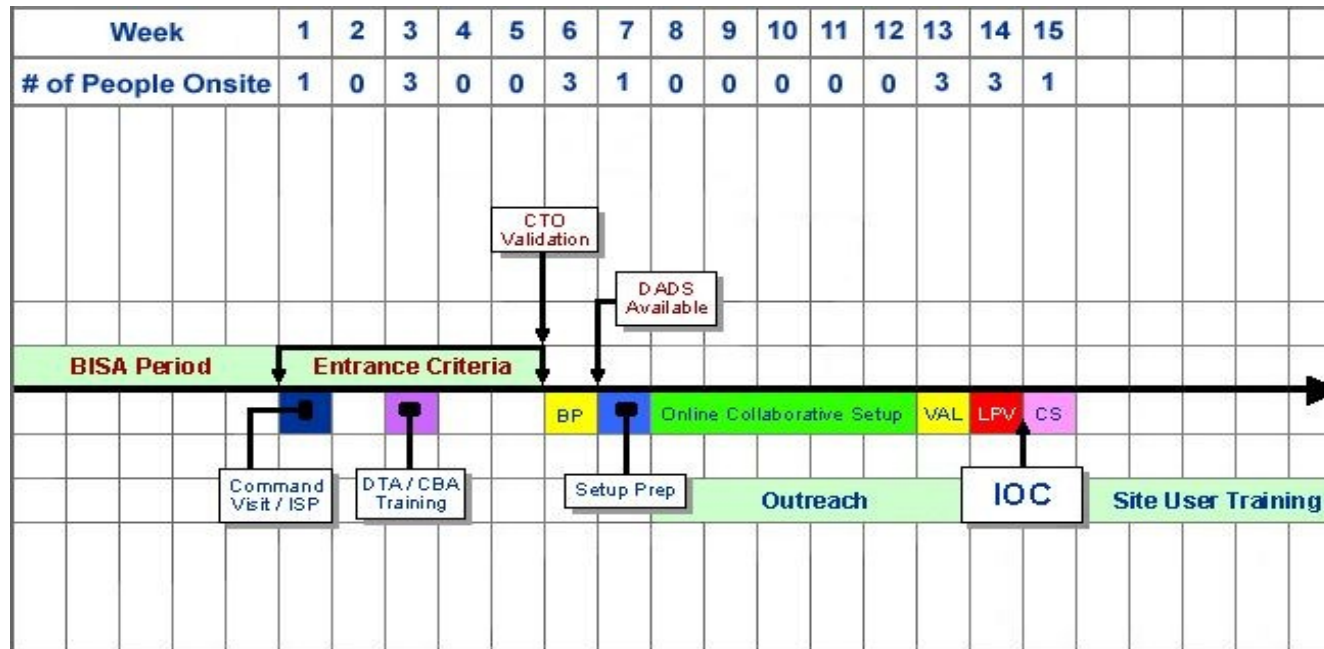 Week 1 2 3 4 5 6 7 8 9 10 11 12 13 14 15
# of People Onsite 1 0 3 0 0 3 1 0 0 0 0 0 3 3 1
CTO
Validation
DADS
Available
BISA Period Entrance Criteria
BP Online Collaborative Setup VAL LPV CS
Command
Visit / ISP
DTA / CBA
Training
Setup Prep
Outreach IOC Site User Training